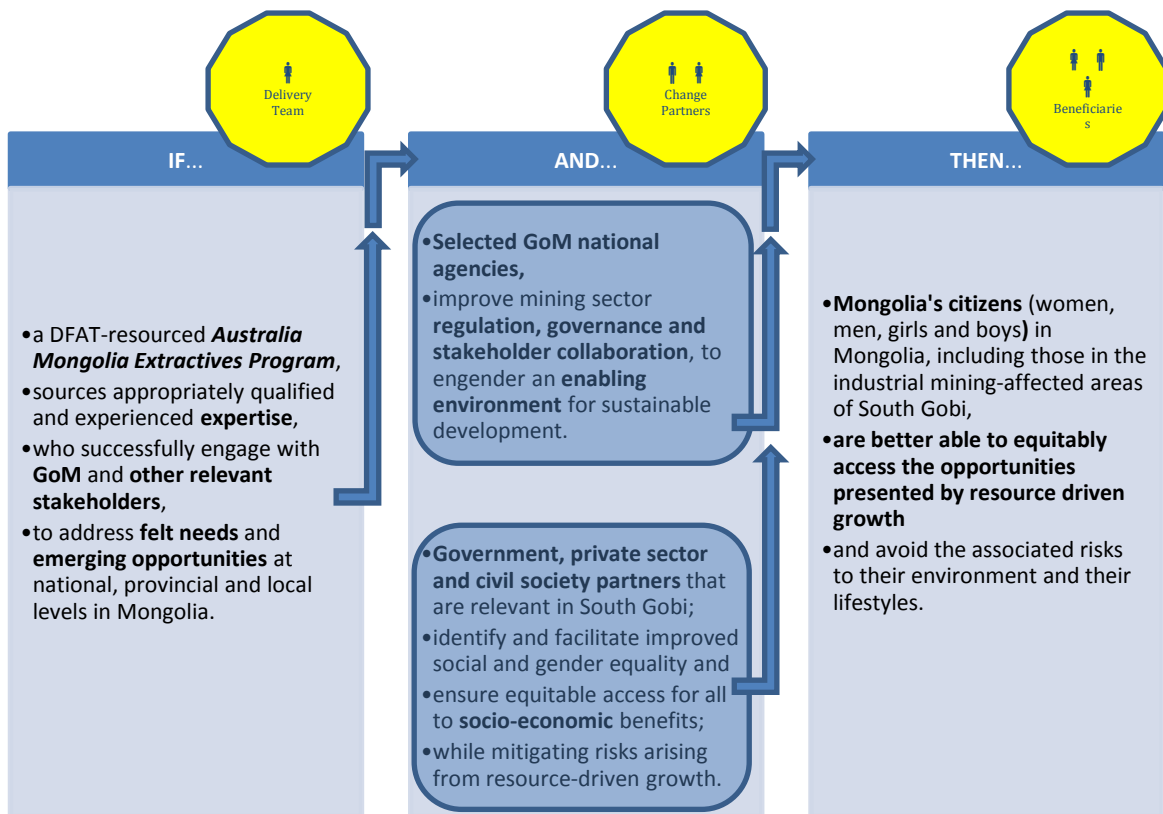 Delivery
Team
IF...
•a DFAT-resourced Australia
Mongolia Extractives Program,
•sources appropriately qualified
and experienced expertise,
•who successfully engage with
GoM and other relevant
stakeholders,
•to address felt needs and
emerging opportunities at
national, provincial and local
levels in Mongolia.
Change
Partners
AND...
•Selected GoM national
agencies,
•improve mining sector
regulation, governance and
stakeholder collaboration, to
engender an enabling
environment for sustainable
development.
•Government, private sector
and civil society partners that
are relevant in South Gobi;
•identify and facilitate improved
social and gender equality and
•ensure equitable access for all
to socio-economic benefits;
•while mitigating risks arising
from resource-driven growth.
Beneficiarie
s
THEN...
•Mongolia's citizens (women,
men, girls and boys) in
Mongolia, including those in the
industrial mining-affected areas
of South Gobi,
•are better able to equitably
access the opportunities
presented by resource driven
growth
•and avoid the associated risks
to their environment and their
lifestyles.